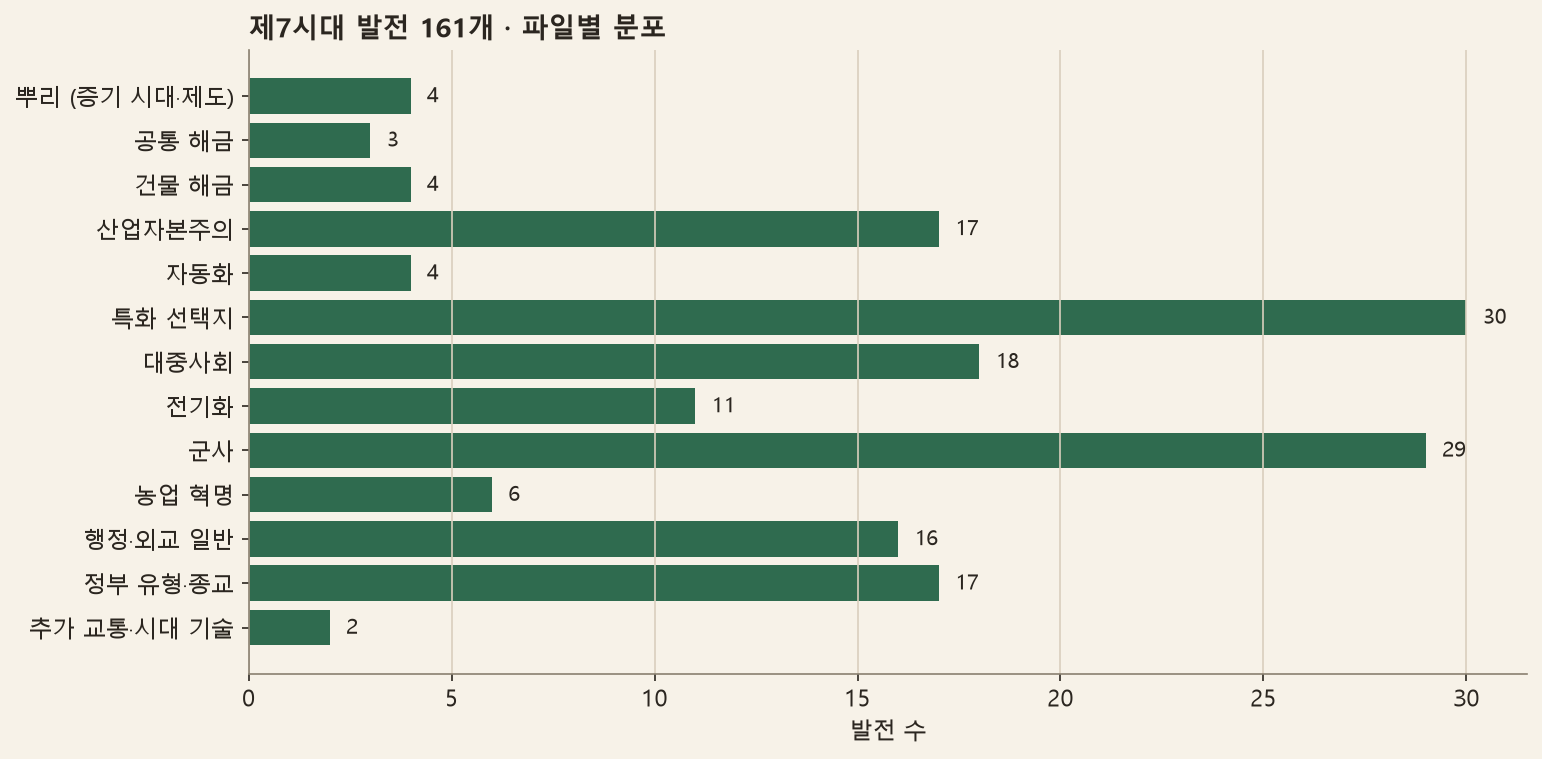 제7시대 발전 161개 · 파일별 분포
뿌리 (증기 시대·제도) 4
공통 해금 3
건물 해금 4
산업자본주의 17
자동화 4
특화 선택지 30
대중사회 18
전기화 11
군사 29
농업 혁명 6
행정·외교 일반 16
정부 유형·종교 17
추가 교통·시대 기술 2
0 5 10 15 20 25 30
발전 수